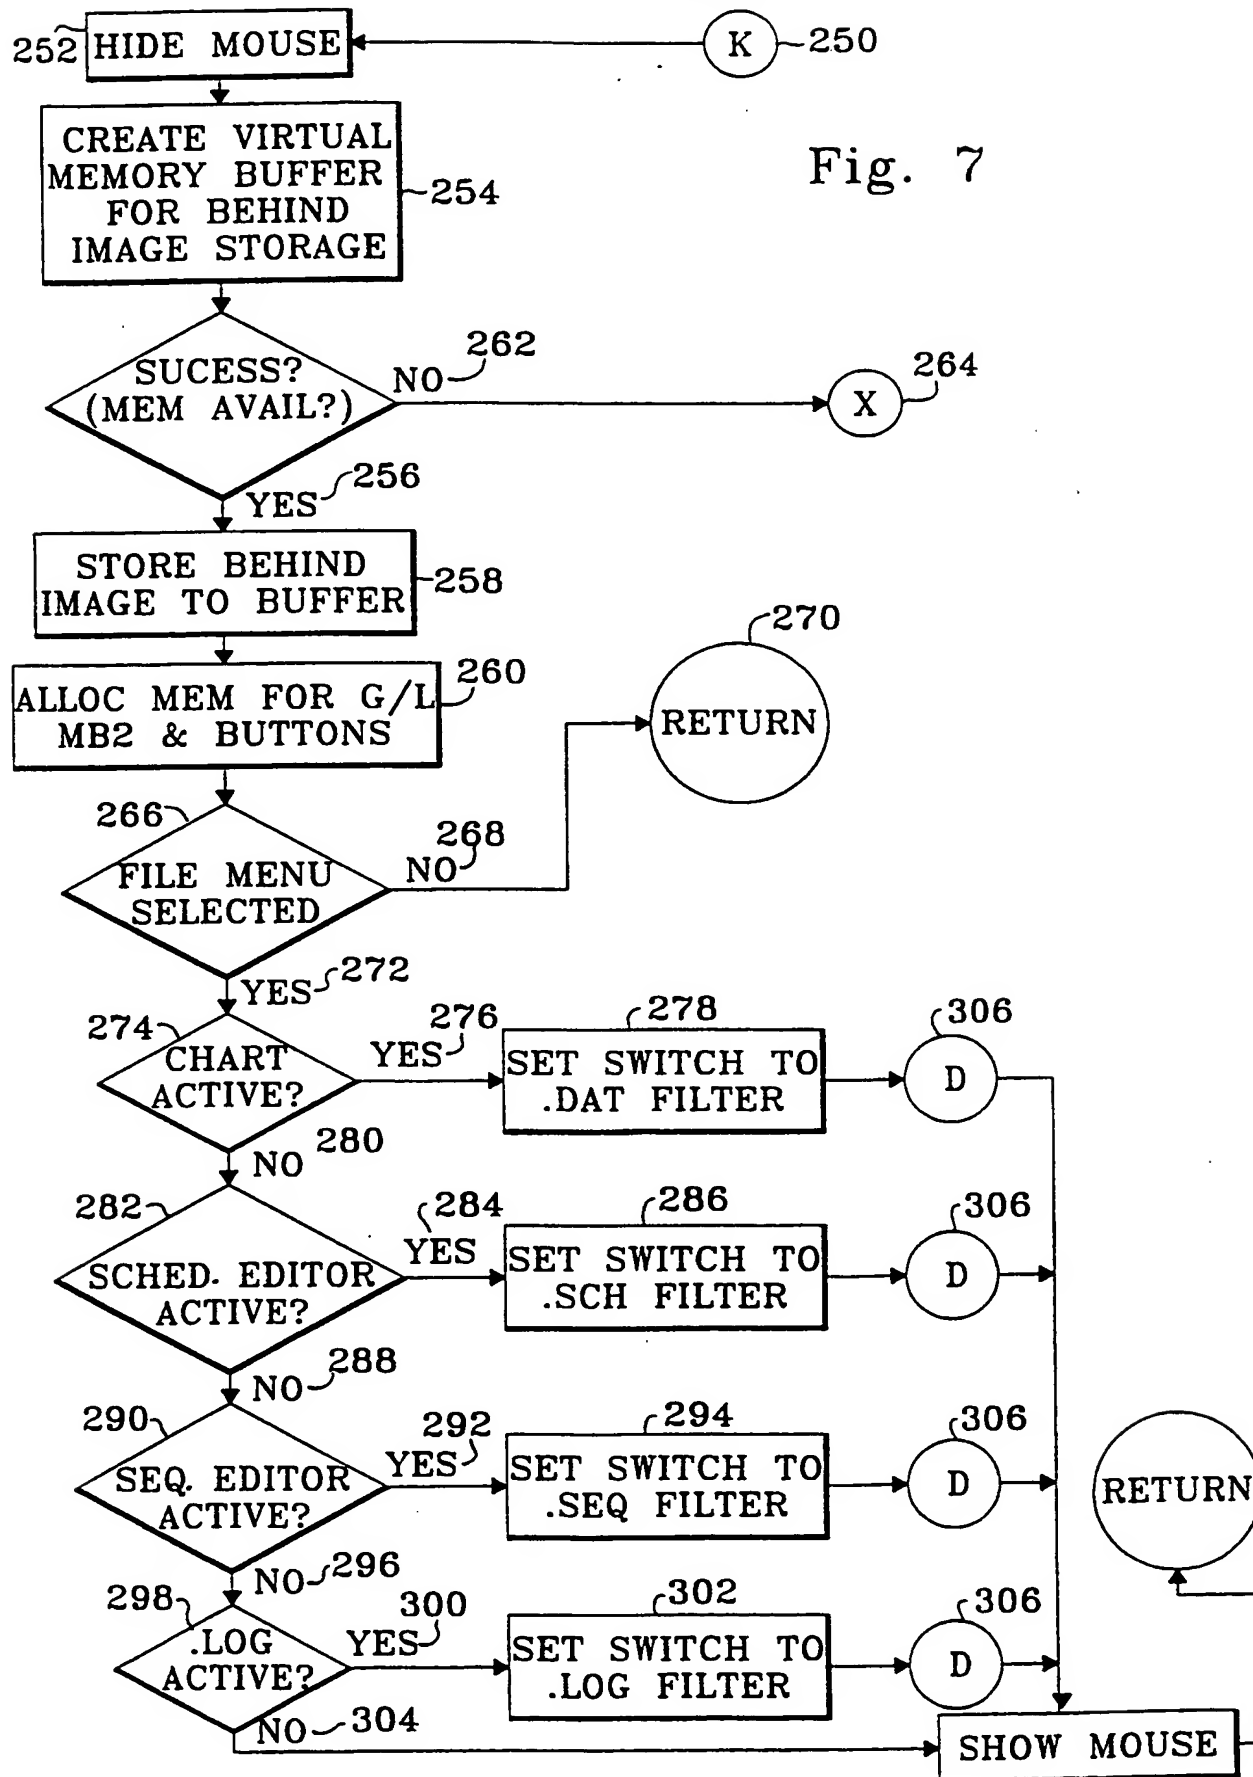 252 HIDE MOUSE K 250
Fig. 7
CREATE VIRTUAL
MEMORY BUFFER
FOR BEHIND
IMAGE STORAGE
254
SUCESS?
(MEM AVAIL?)
NO 262
X 264
YES 256
STORE BEHIND
IMAGE TO BUFFER
258
ALLOC MEM FOR G/L
MB2 & BUTTONS
260
270
RETURN
266
FILE MENU
SELECTED
NO 268
YES 272
274
CHART
ACTIVE?
YES 276
278
SET SWITCH TO
.DAT FILTER
306
D
NO 280
282
SCHED. EDITOR
ACTIVE?
YES 284
286
SET SWITCH TO
.SCH FILTER
306
D
NO 288
290
SEQ. EDITOR
ACTIVE?
YES 292
294
SET SWITCH TO
.SEQ FILTER
306
D
RETURN
NO 296
298
.LOG
ACTIVE?
YES 300
302
SET SWITCH TO
.LOG FILTER
306
D
NO 304
SHOW MOUSE